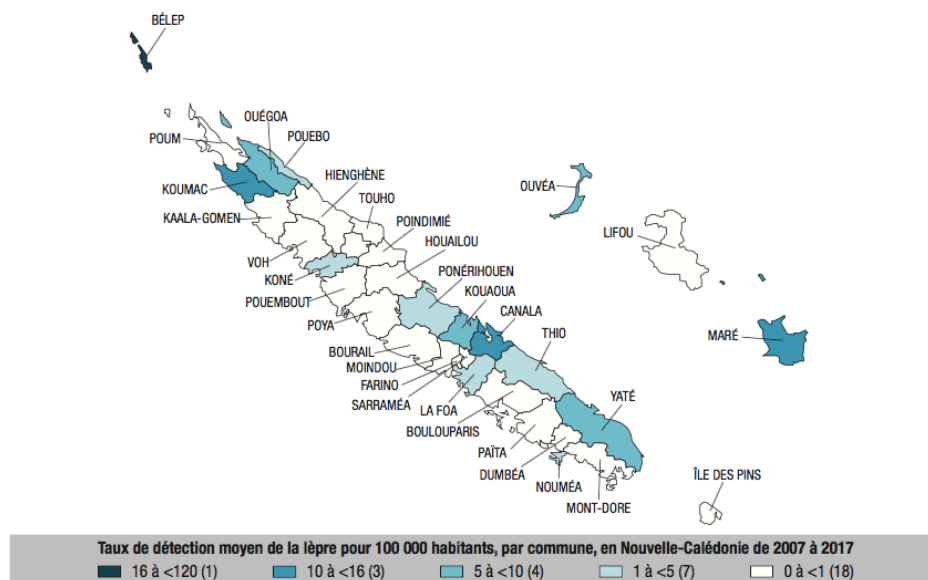 BÉLEP
OUÉGOA
POUEBO
POUM
HIENGHÈNE
KOUMAC
TOUHO
OUVÉA
KAALA-GOMEN
POINDIMIÉ
LIFOU
HOUAILOU
VOH
PONÉRIHOUEN
KONÉ
KOUAOUA
POUEMBOUT
CANALA
POYA
THIO
MARÉ
BOURAIL
MOINDOU
FARINO
SARRAMÉA
YATÉ
LA FOA
BOULOUPARIS
PAÏTA
DUMBÉA
ÎLE DES PINS
NOUMÉA
MONT-DORE
Taux de détection moyen de la lèpre pour 100 000 habitants, par commune, en Nouvelle-Calédonie de 2007 à 2017
16 à <120 (1) 10 à <16 (3) 5 à <10 (4) 1 à <5 (7) 0 à <1 (18)